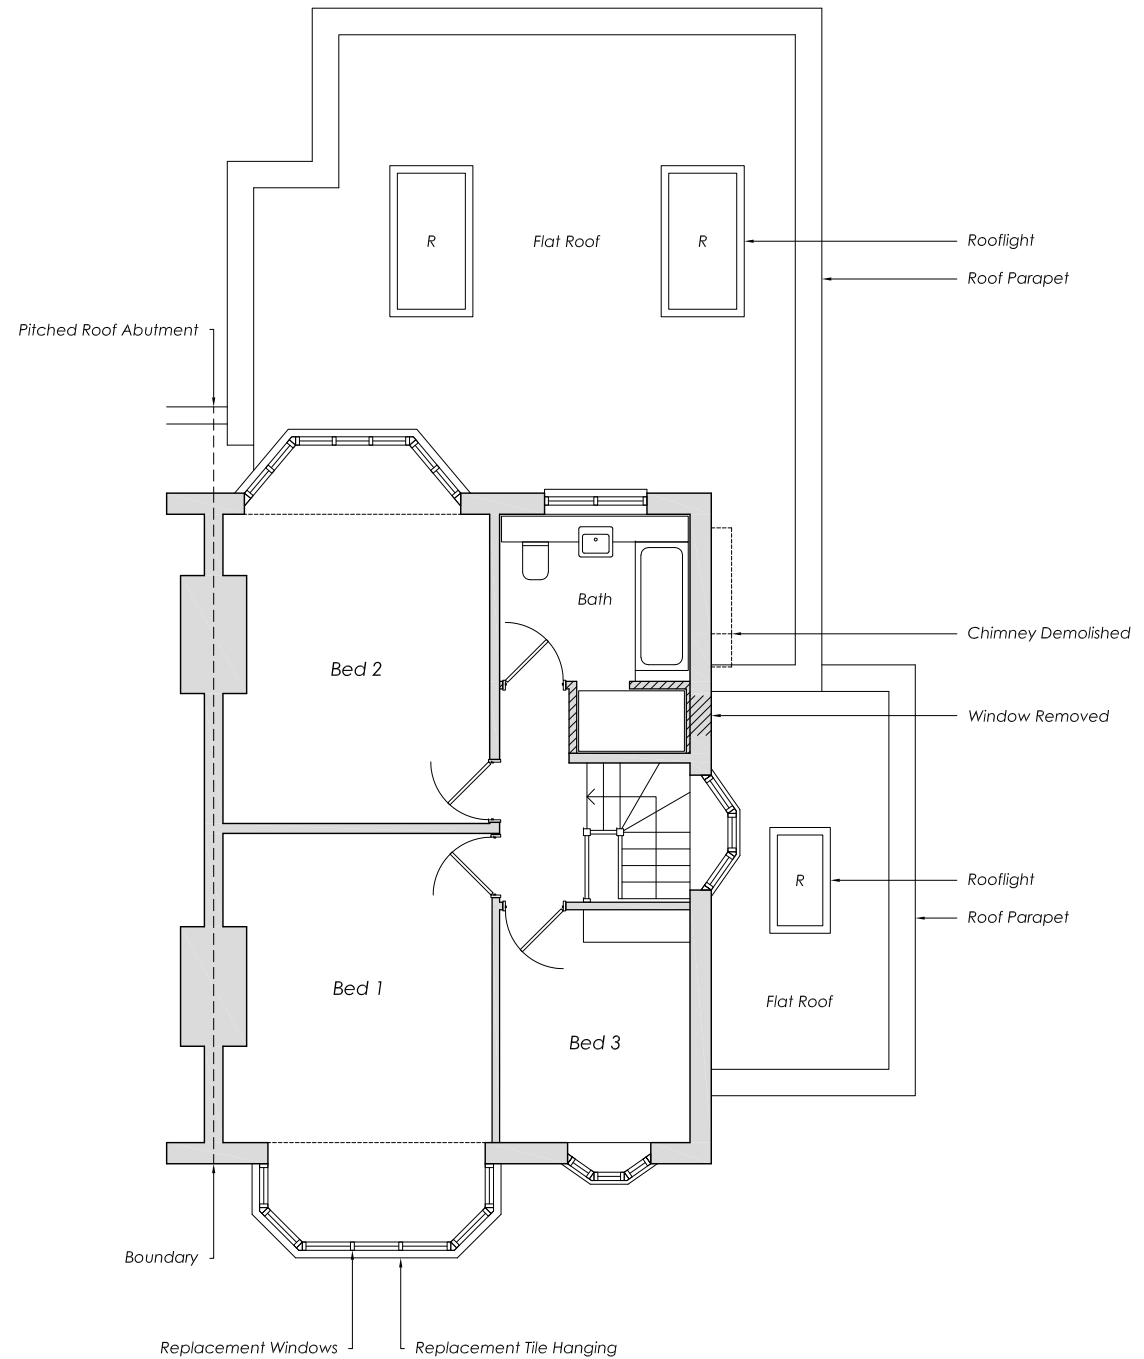 R
Flat Roof
R
Rooflight
Roof Parapet
Pitched Roof Abutment
Bath
Chimney Demolished
Bed 2
Window Removed
R
Rooflight
Roof Parapet
Bed 1
Flat Roof
Bed 3
Boundary
Replacement Windows
Replacement Tile Hanging